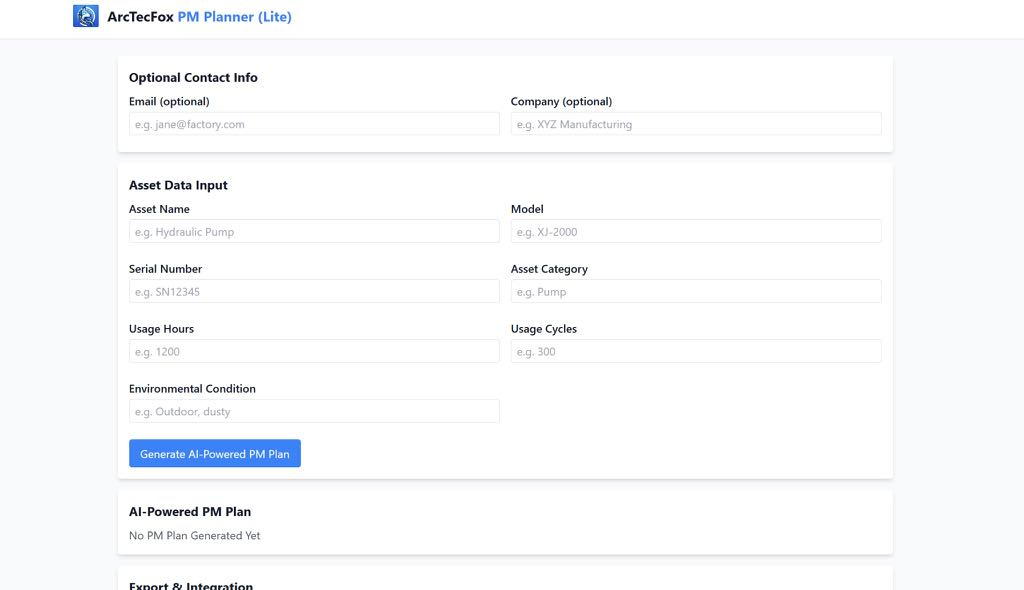 ArcTecFox PM Planner (Lite)
Optional Contact Info
Email (optional)
Company (optional)
e.g. jane@factory.com
e.g. XYZ Manufacturing
Asset Data Input
Asset Name
Model
e.g. Hydraulic Pump
e.g. XJ-2000
Serial Number
Asset Category
e.g. SN12345
e.g. Pump
Usage Hours
Usage Cycles
e.g. 1200
e.g. 300
Environmental Condition
e.g. Outdoor, dusty
Generate AI-Powered PM Plan
AI-Powered PM Plan
No PM Plan Generated Yet
Export & Integration